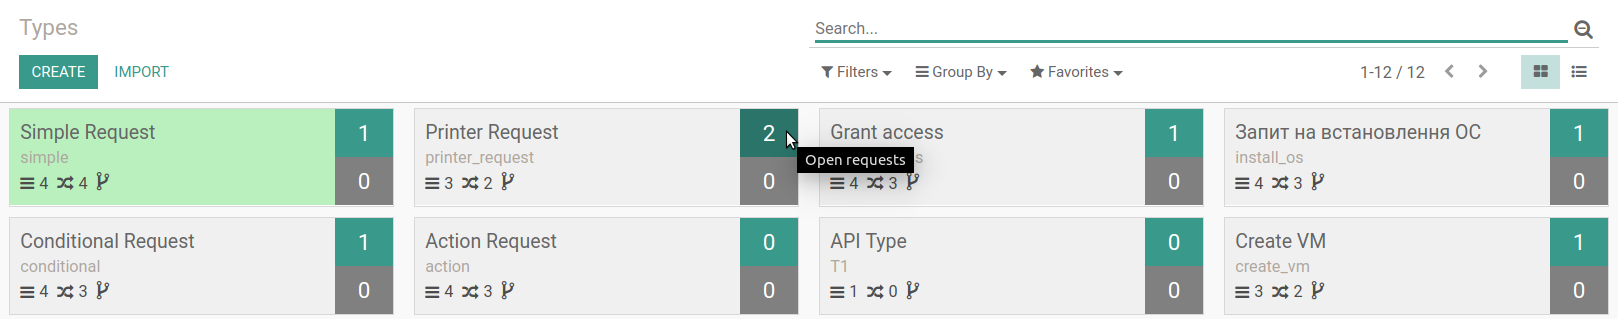 Types
Search...
CREATE IMPORT
Filters Group By Favorites 1-12 / 12
Simple Request 1
simple
4 4 0
Printer Request 2
printer_request
3 2 0
Open requests
Grant access 1
4 3 0
Запит на встановлення ОС 1
install_os
4 3 0
Conditional Request 1
conditional
4 3 0
Action Request 0
action
4 3 0
API Type 0
T1
1 0 0
Create VM 1
create_vm
3 2 0